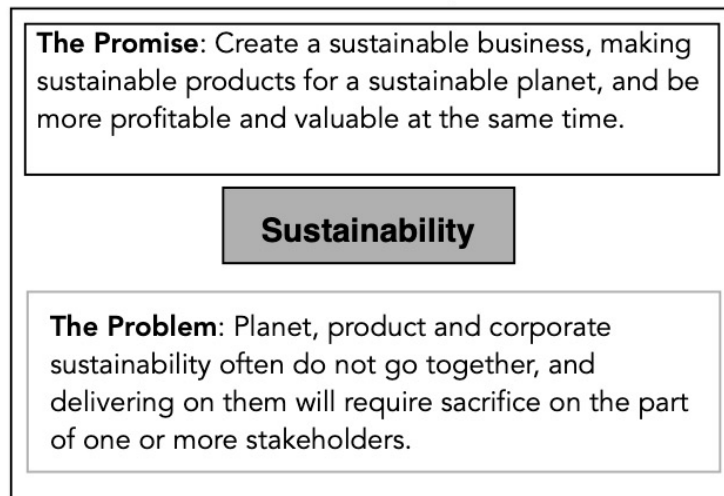 The Promise: Create a sustainable business, making
sustainable products for a sustainable planet, and be
more profitable and valuable at the same time.
Sustainability
The Problem: Planet, product and corporate
sustainability often do not go together, and
delivering on them will require sacrifice on the part
of one or more stakeholders.